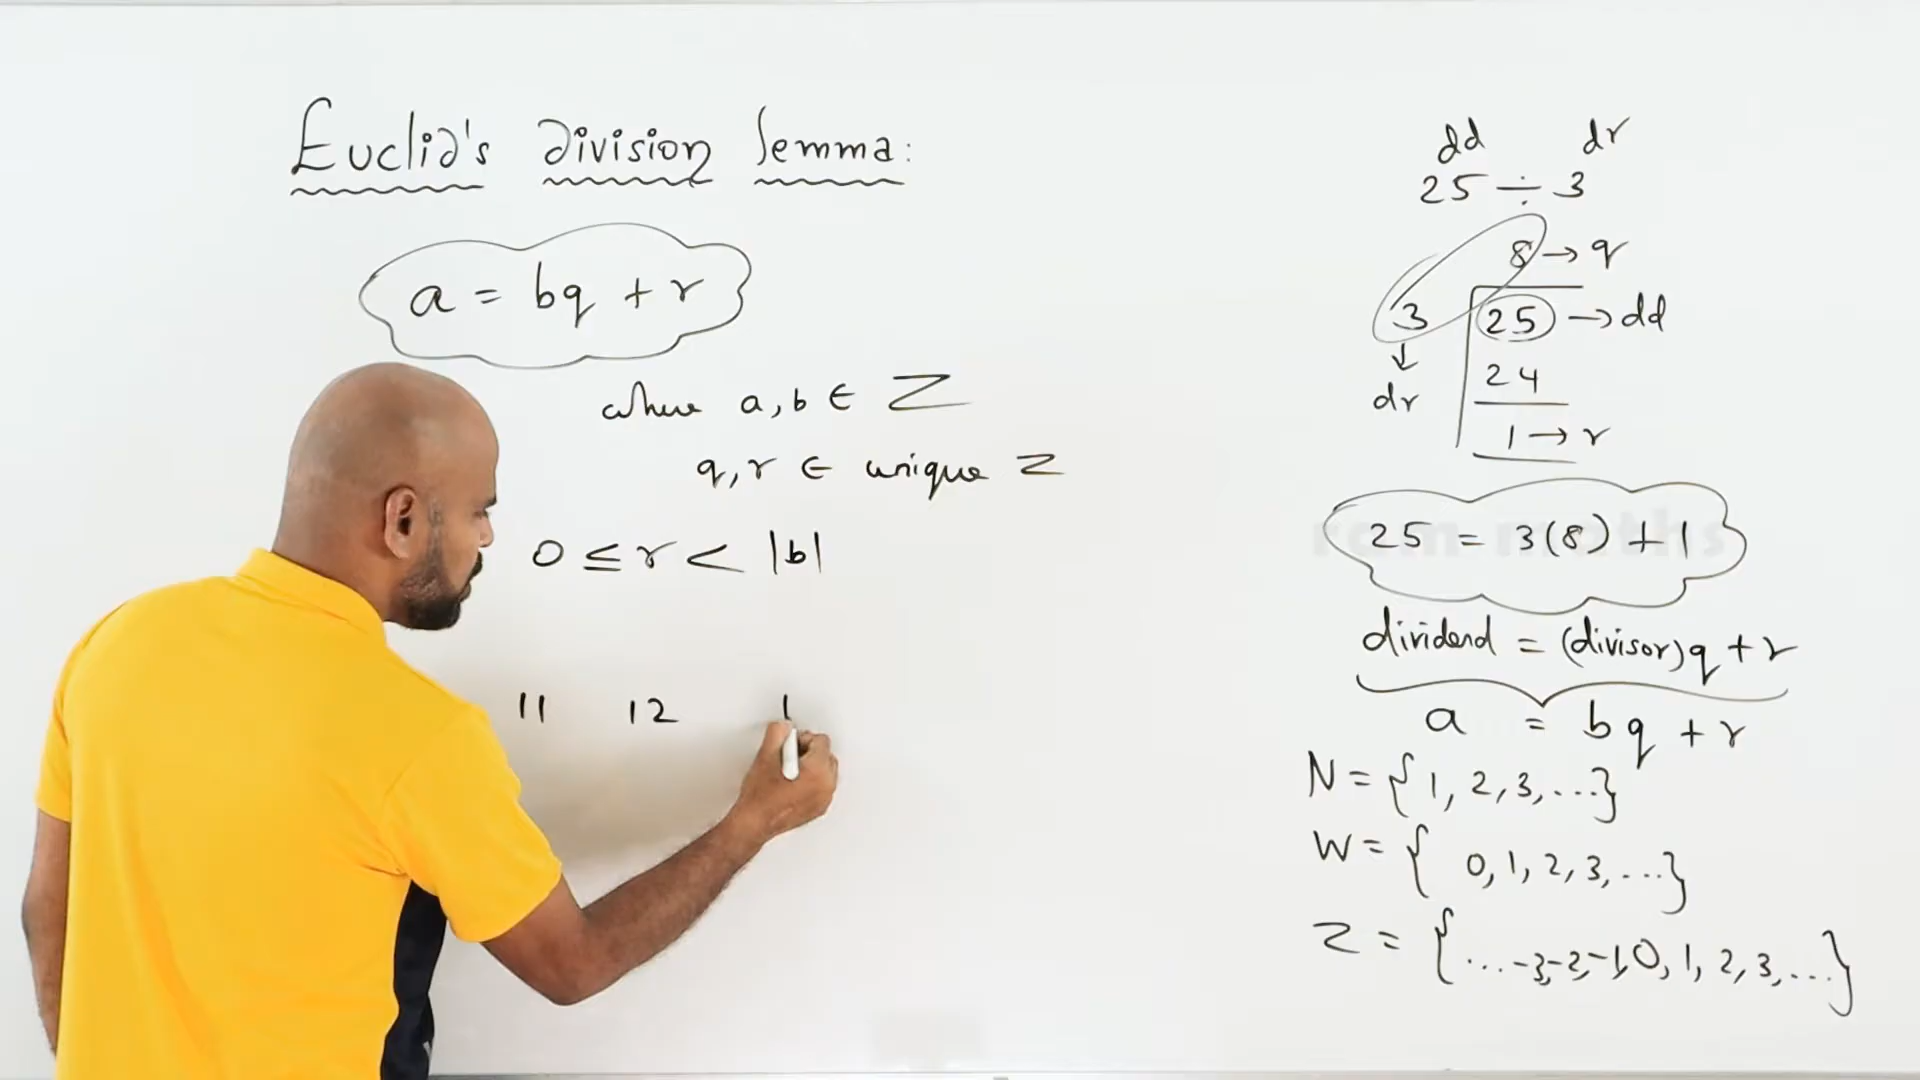 Euclid's division lemma:
a = bq + r
where a, b ∈ Z
q, r ∈ unique Z
0 ≤ r < |b|
11 12 1
dd dr
25 ÷ 3
8 → q
3 25 → dd
↓
dr
24
1 → r
25 = 3(8) + 1
dividend = (divisor)q + r
a = bq + r
N = {1, 2, 3, ...}
W = {0, 1, 2, 3, ...}
Z = {... -3, -2, -1, 0, 1, 2, 3, ...}